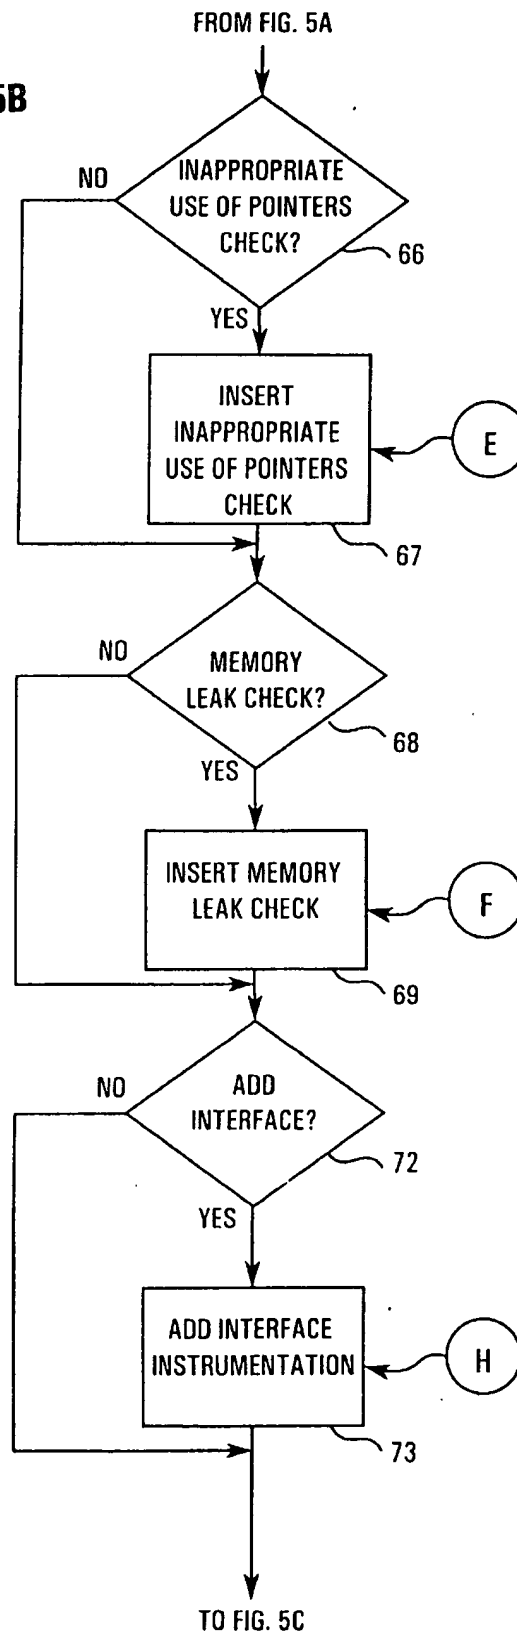 FROM FIG. 5A
5B
INAPPROPRIATE
USE OF POINTERS
CHECK?
NO
66
YES
INSERT
INAPPROPRIATE
USE OF POINTERS
CHECK
E
67
NO
MEMORY
LEAK CHECK?
68
YES
INSERT MEMORY
LEAK CHECK
F
69
NO
ADD
INTERFACE?
72
YES
ADD INTERFACE
INSTRUMENTATION
H
73
TO FIG. 5C